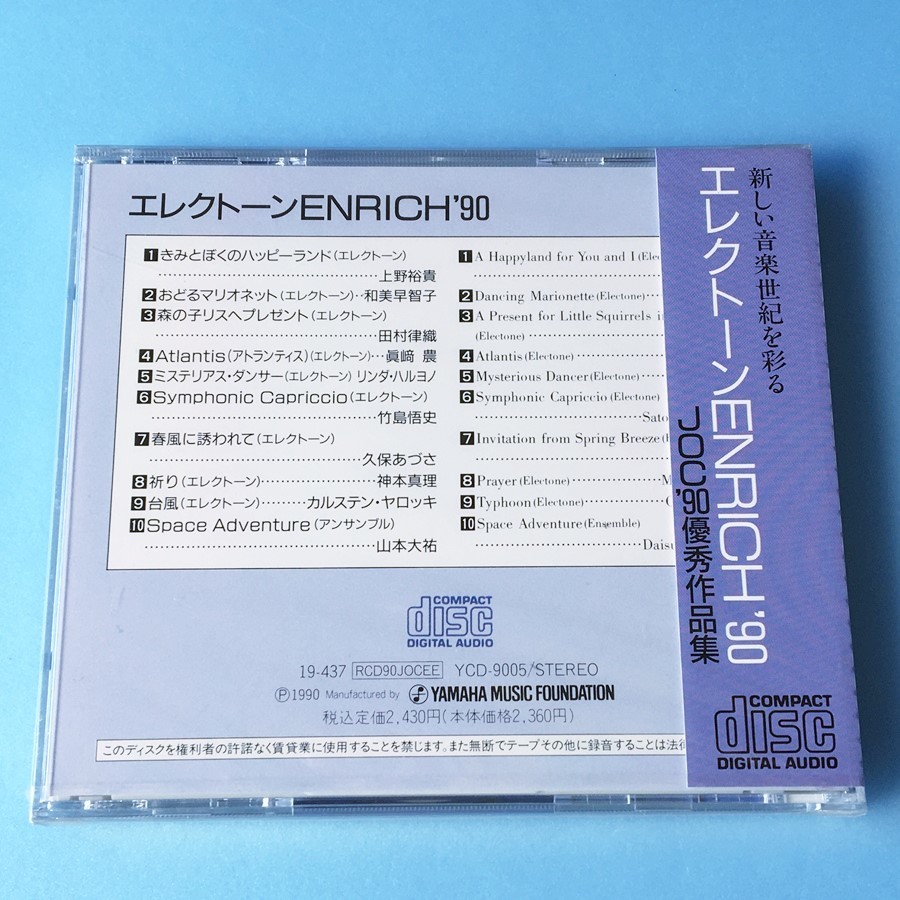 エレクトーンENRICH'90
1 きみとぼくのハッピーランド(エレクトーン)
上野裕貴
2 おどるマリオネット(エレクトーン)‥和美早智子
3 森の子リスへプレゼント(エレクトーン)
田村律織
4 Atlantis(アトランティス)(エレクトーン)…眞﨑 農
5 ミステリアス・ダンサー(エレクトーン) リンダ・ハルヨノ
6 Symphonic Capriccio(エレクトーン)
竹島悟史
7 春風に誘われて(エレクトーン)
久保あづさ
8 祈り(エレクトーン)…………神本真理
9 台風(エレクトーン)………カルステン・ヤロッキ
10 Space Adventure(アンサンブル)
山本大祐
1 A Happyland for You and I(Elec
2 Dancing Marionette(Electone)
3 A Present for Little Squirrels i
(Electone)
4 Atlantis(Electone)
5 Mysterious Dancer(Electone)
6 Symphonic Capriccio(Electone)
Sato
7 Invitation from Spring Breeze(
8 Prayer(Electone)
M
9 Typhoon(Electone)
10 Space Adventure(Ensemble)
Daisu
COMPACT
disc
DIGITAL AUDIO
19-437 RCD90JOCEE YCD-9005/STEREO
Ⓟ1990 Manufactured by YAMAHA MUSIC FOUNDATION
税込定価2,430円(本体価格2,360円)
このディスクを権利者の許諾なく賃貸業に使用することを禁じます。また無断でテープその他に録音することは法律
新しい音楽世紀を彩る
エレクトーンENRICH'90
JOC'90優秀作品集
COMPACT
disc
DIGITAL AUDIO